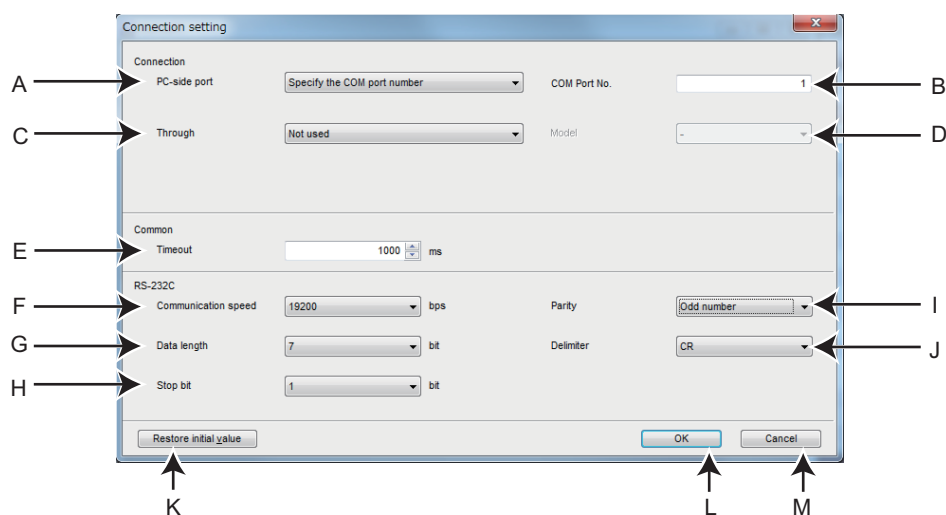 Connection setting
Connection
A PC-side port Specify the COM port number COM Port No. 1 B
C Through Not used Model - D
Common
E Timeout 1000 ms
RS-232C
F Communication speed 19200 bps Parity Odd number I
G Data length 7 bit Delimiter CR J
H Stop bit 1 bit
Restore initial value OK Cancel
K L M